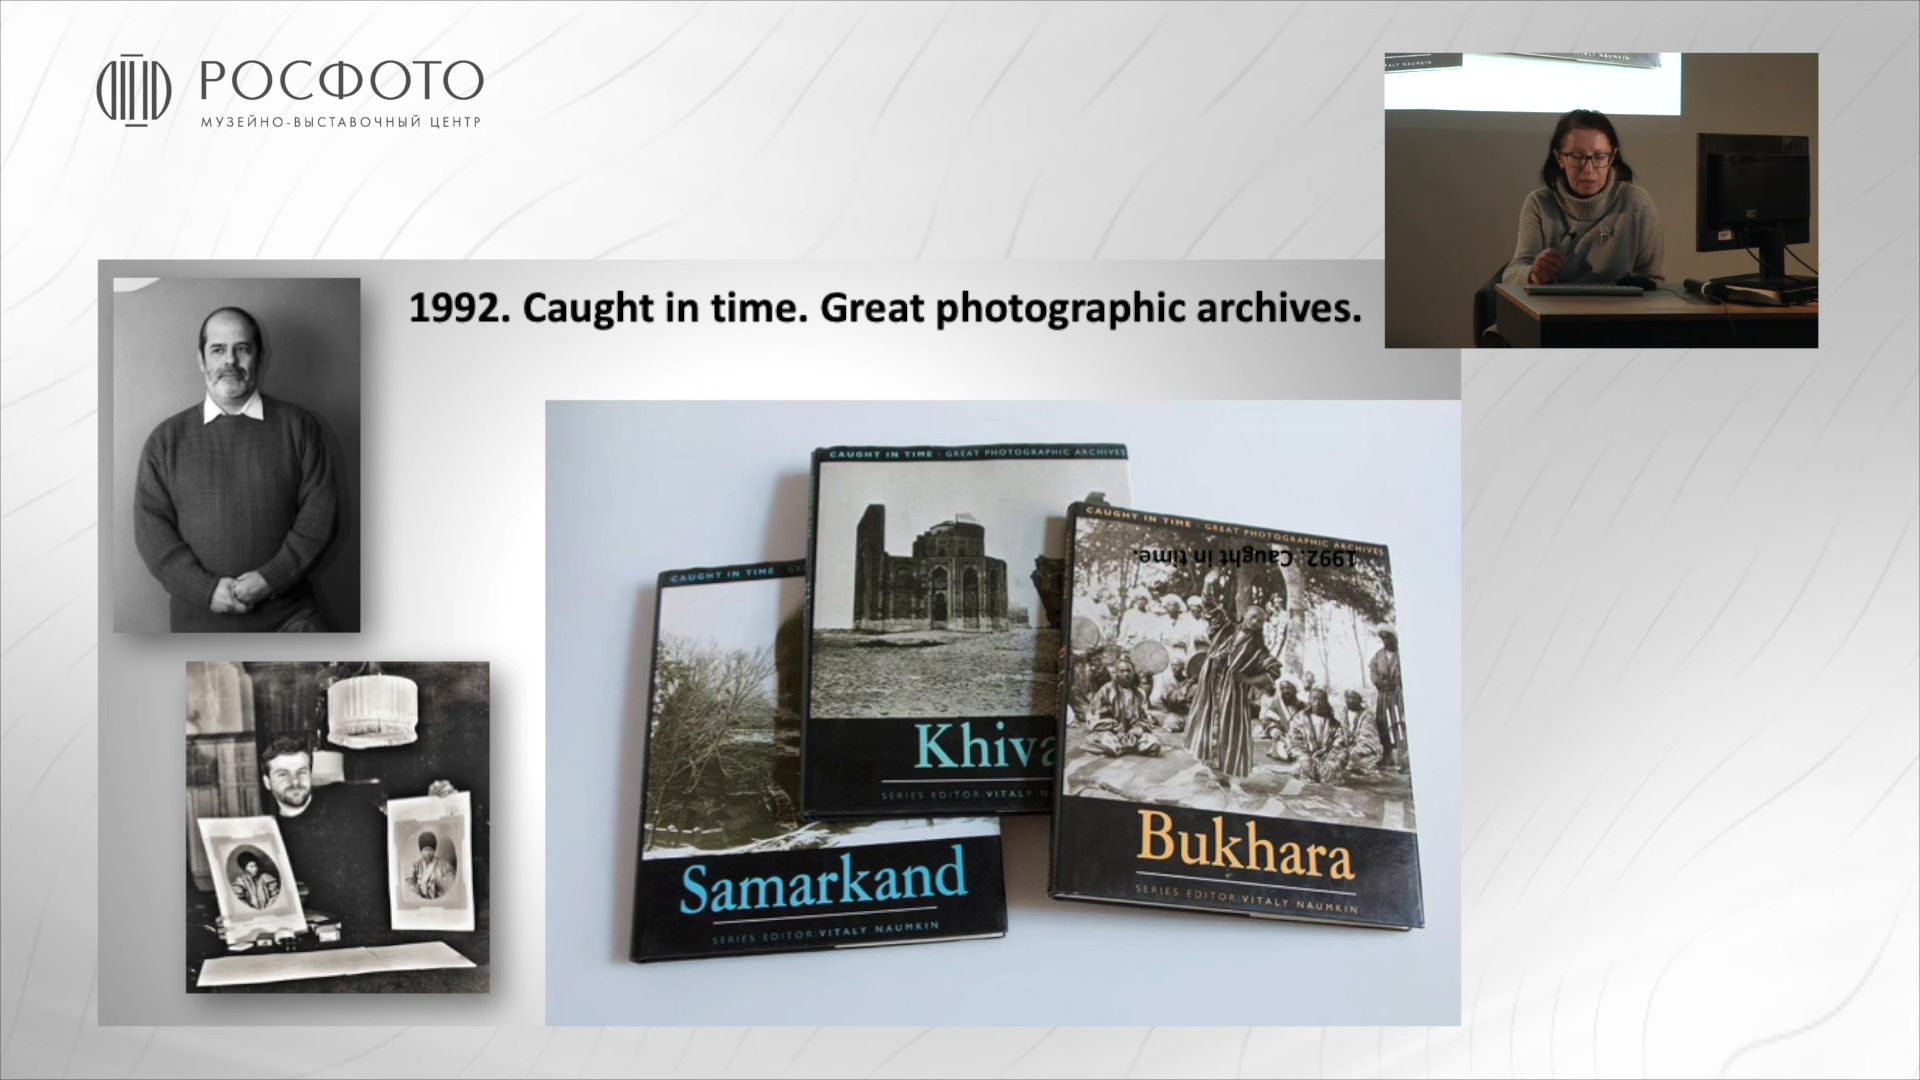 РОСФОТО
МУЗЕЙНО-ВЫСТАВОЧНЫЙ ЦЕНТР
VITALY NAUMKIN
1992. Caught in time. Great photographic archives.
CAUGHT IN TIME : GREAT PHOTOGRAPHIC ARCHIVES
Khiva
SERIES EDITOR: VITALY N
CAUGHT IN TIME : GREAT PHOTOGRAPHIC ARCHIVES
1992. Caught in time.
Bukhara
SERIES EDITOR: VITALY NAUMKIN
CAUGHT IN TIME : GRE
Samarkand
SERIES EDITOR: VITALY NAUMKIN